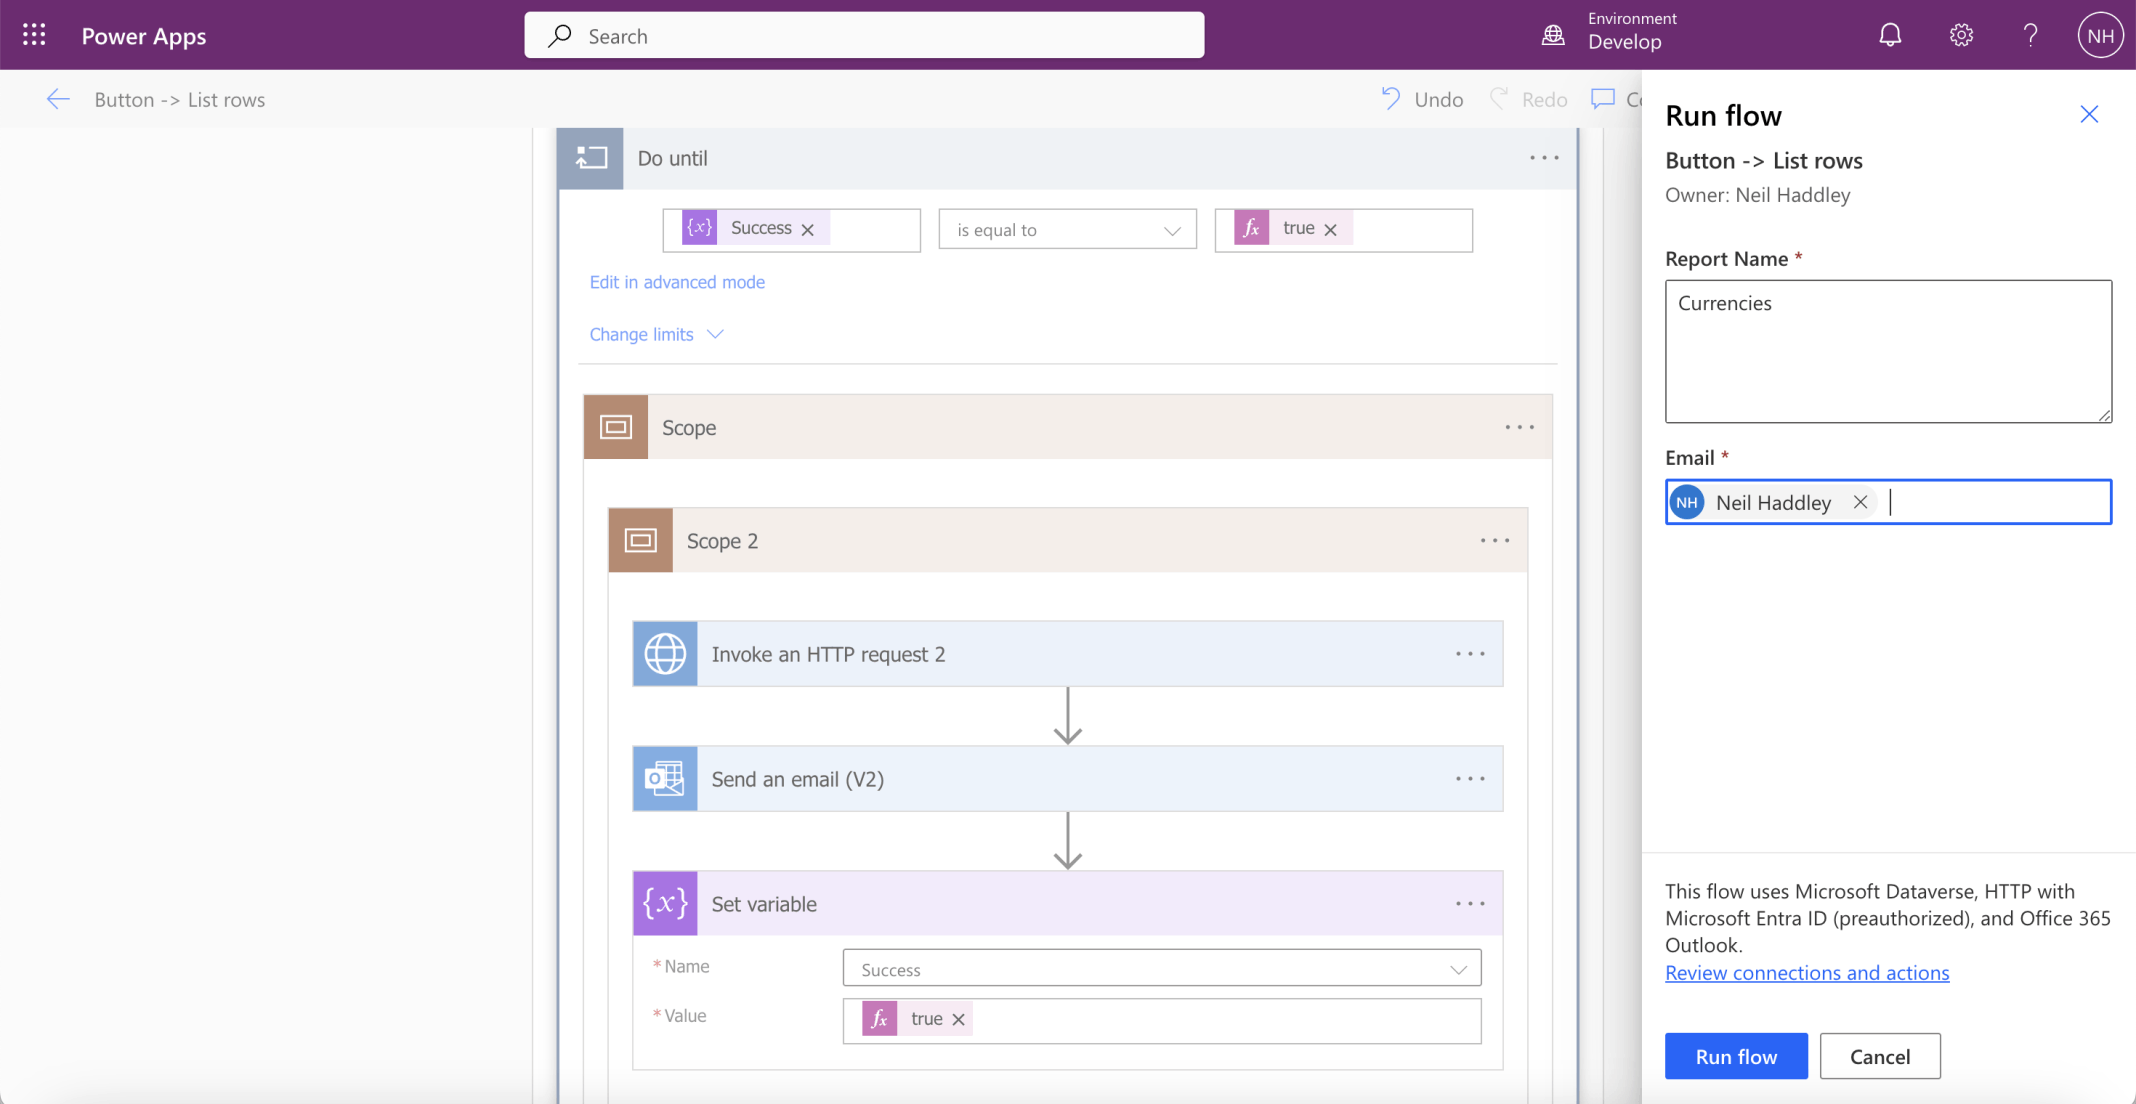 Power Apps
Search
Environment
Develop
NH
Button -> List rows
Undo
Redo
Run flow
Button -> List rows
Owner: Neil Haddley
Report Name *
Currencies
Email *
NH Neil Haddley
This flow uses Microsoft Dataverse, HTTP with
Microsoft Entra ID (preauthorized), and Office 365
Outlook.
Review connections and actions
Run flow
Cancel
Do until
{x} Success
is equal to
fx true
Edit in advanced mode
Change limits
Scope
Scope 2
Invoke an HTTP request 2
Send an email (V2)
{x} Set variable
* Name
Success
* Value
fx true